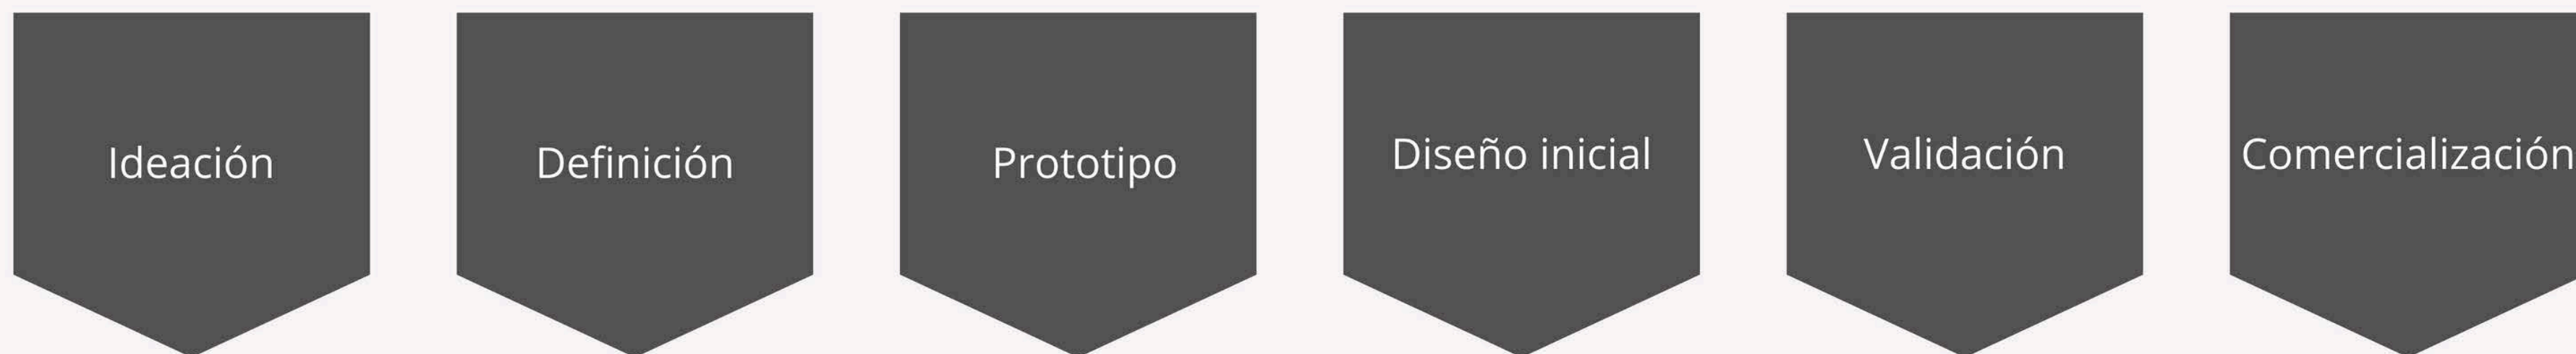 Ideación
Definición
Prototipo
Diseño inicial
Validación
Comercialización